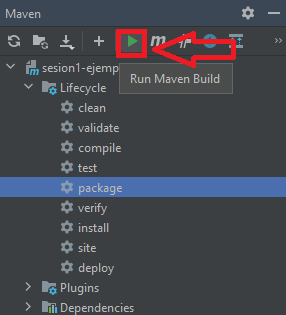 Maven
m
sesion1-ejemp
Run Maven Build
Lifecycle
clean
validate
compile
test
package
verify
install
site
deploy
Plugins
Dependencies